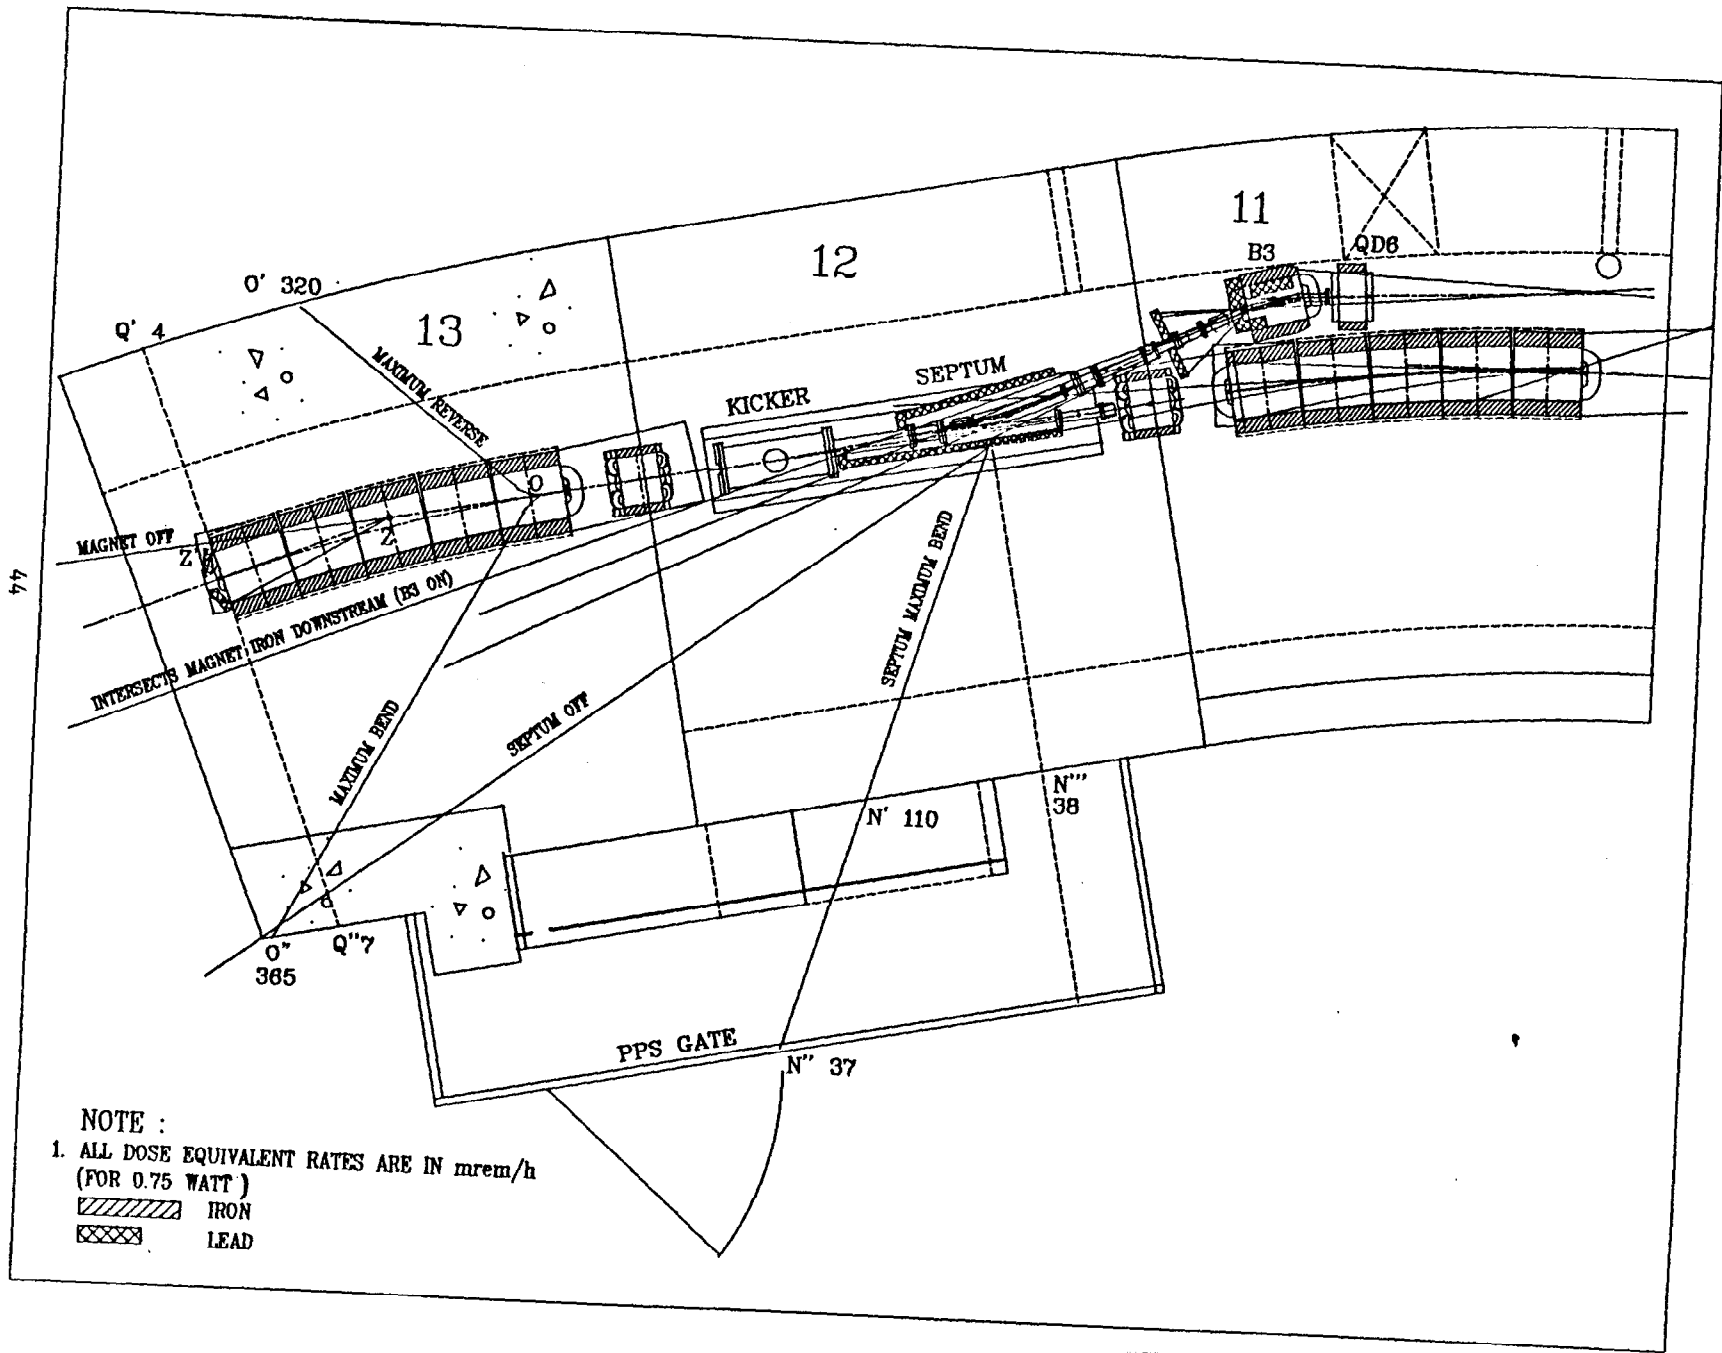 11
B3
QD6
12
O' 320
Q' 4
13
MAXIMUM REVERSE
SEPTUM
KICKER
O
MAGNET OFF
Z'
Z
44
INTERSECTS MAGNET IRON DOWNSTREAM (B3 ON)
SEPTUM MAXIMUM BEND
MAXIMUM BEND
SEPTUM OFF
N' 110
N'''
38
O"
365
Q"7
PPS GATE
N'' 37
NOTE :
1. ALL DOSE EQUIVALENT RATES ARE IN mrem/h
(FOR 0.75 WATT )
IRON
LEAD